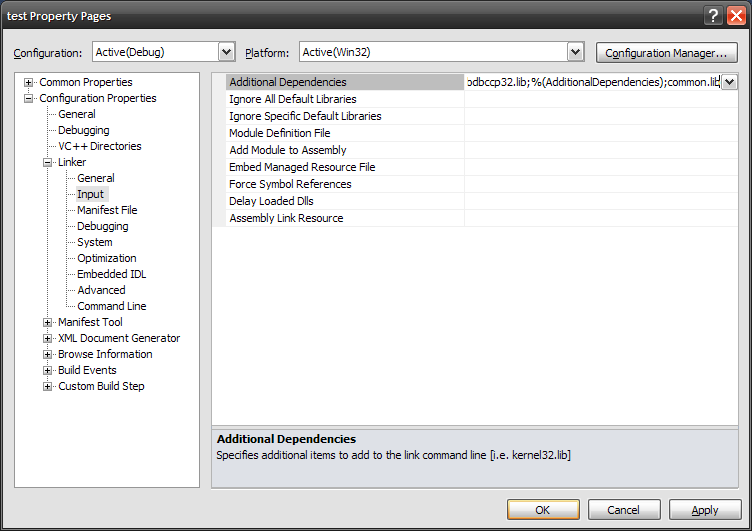 test Property Pages
Configuration: Active(Debug) Platform: Active(Win32) Configuration Manager...
Common Properties
Configuration Properties
General
Debugging
VC++ Directories
Linker
General
Input
Manifest File
Debugging
System
Optimization
Embedded IDL
Advanced
Command Line
Manifest Tool
XML Document Generator
Browse Information
Build Events
Custom Build Step
Additional Dependencies odbccp32.lib;%(AdditionalDependencies);common.lib
Ignore All Default Libraries
Ignore Specific Default Libraries
Module Definition File
Add Module to Assembly
Embed Managed Resource File
Force Symbol References
Delay Loaded Dlls
Assembly Link Resource
Additional Dependencies
Specifies additional items to add to the link command line [i.e. kernel32.lib]
OK Cancel Apply